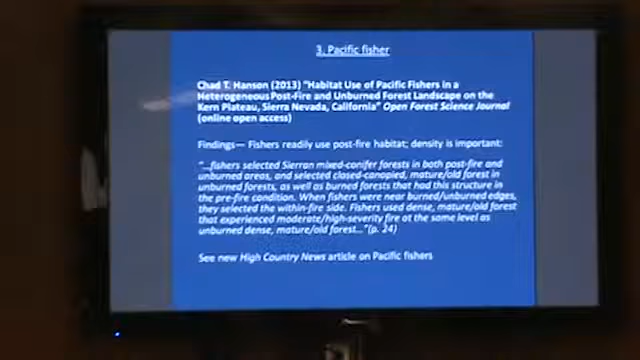 3. Pacific fisher
Chad T. Hanson (2013) "Habitat Use of Pacific Fishers in a
Heterogeneous Post-Fire and Unburned Forest Landscape on the
Kern Plateau, Sierra Nevada, California" Open Forest Science Journal
(online open access)
Findings— Fishers readily use post-fire habitat; density is important:
"...fishers selected Sierran mixed-conifer forests in both post-fire and
unburned areas, and selected closed-canopied, mature/old forest in
unburned forests, as well as burned forests that had this structure in
the pre-fire condition. When fishers were near burned/unburned edges,
they selected the within-fire side. Fishers used dense, mature/old forest
that experienced moderate/high-severity fire at the same level as
unburned dense, mature/old forest..."(p. 24)
See new High Country News article on Pacific fishers